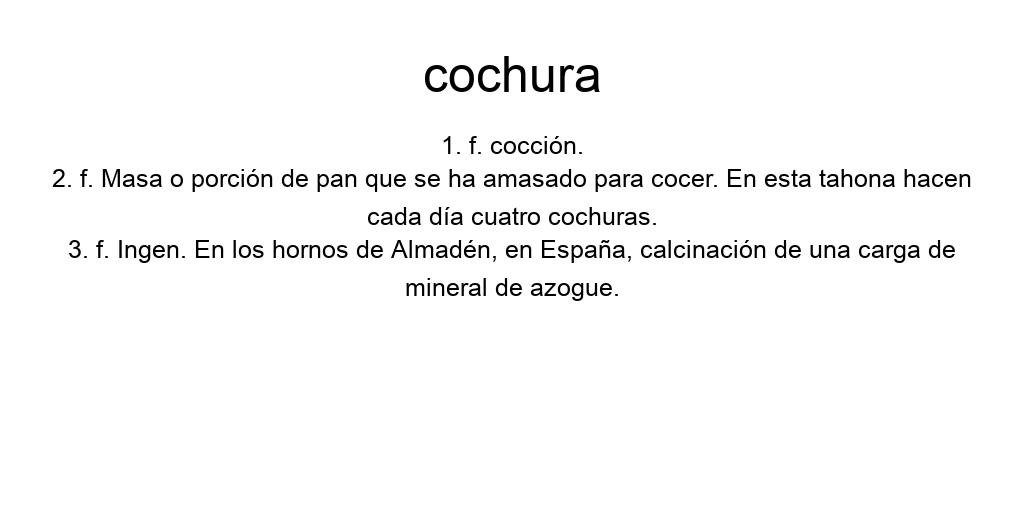 cochura
1. f. cocción.
2. f. Masa o porción de pan que se ha amasado para cocer. En esta tahona hacen
cada día cuatro cochuras.
3. f. Ingen. En los hornos de Almadén, en España, calcinación de una carga de
mineral de azogue.